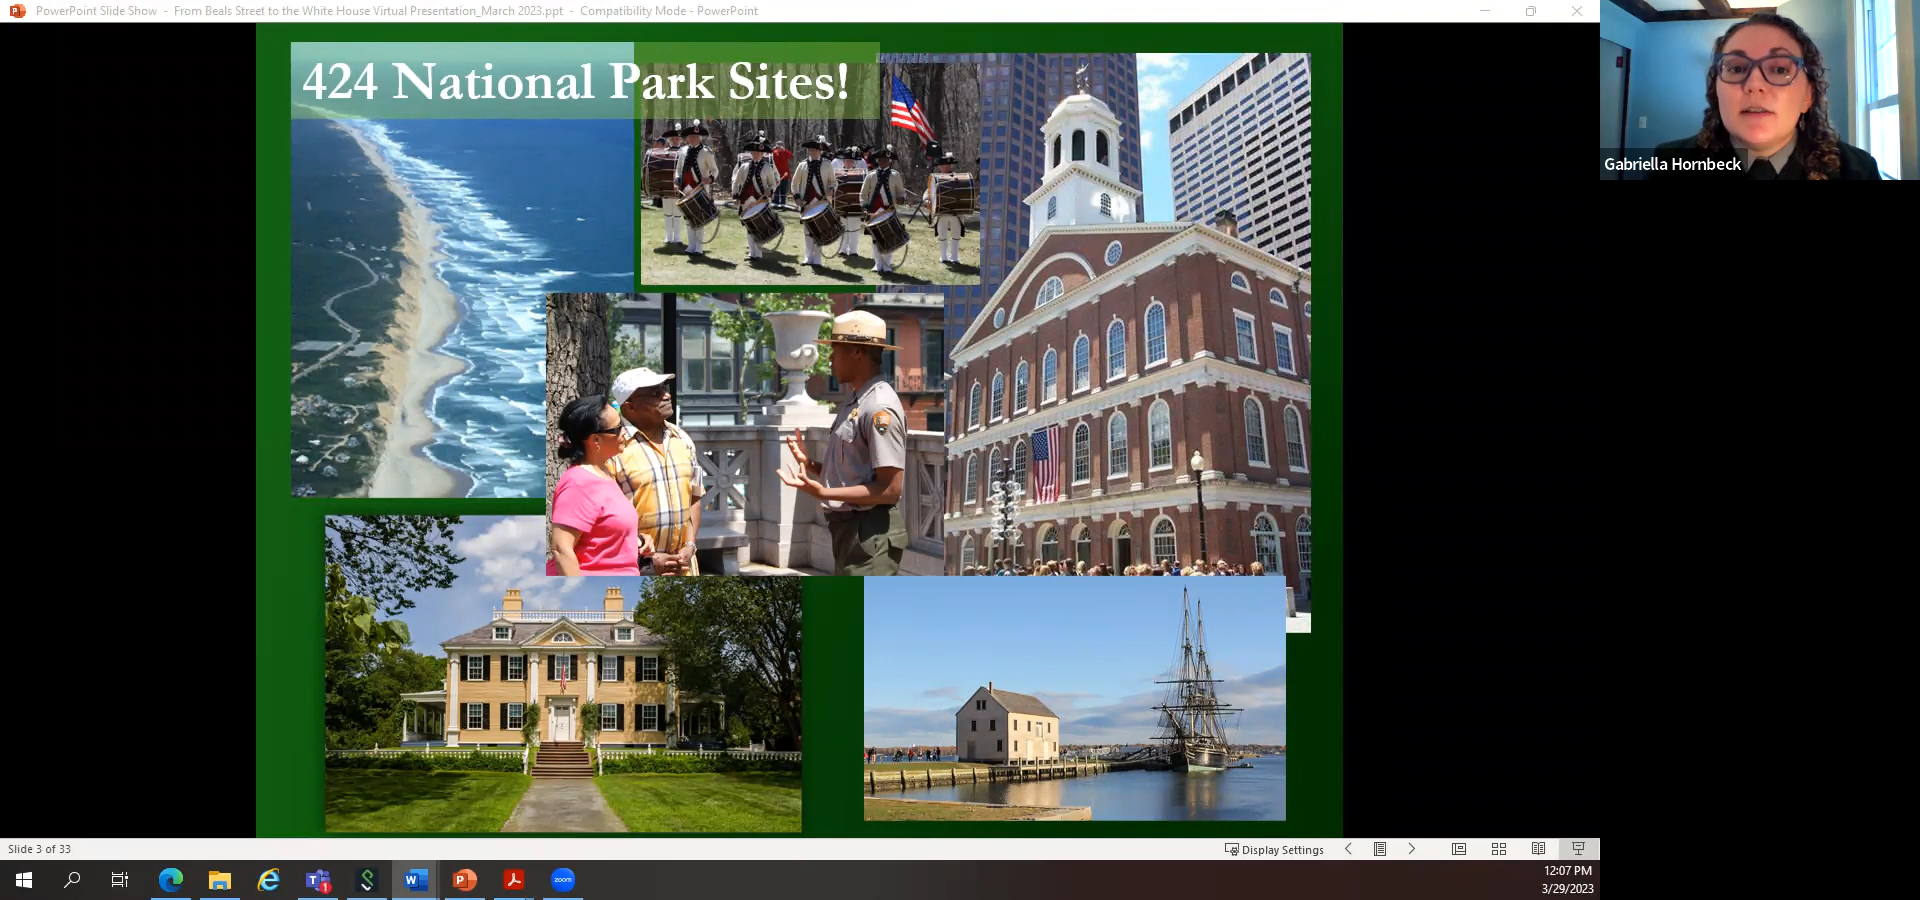 PowerPoint Slide Show - From Beals Street to the White House Virtual Presentation_March 2023.ppt - Compatibility Mode - PowerPoint
424 National Park Sites!
Gabriella Hornbeck
Slide 3 of 33
Display Settings
zoom
12:07 PM
3/29/2023